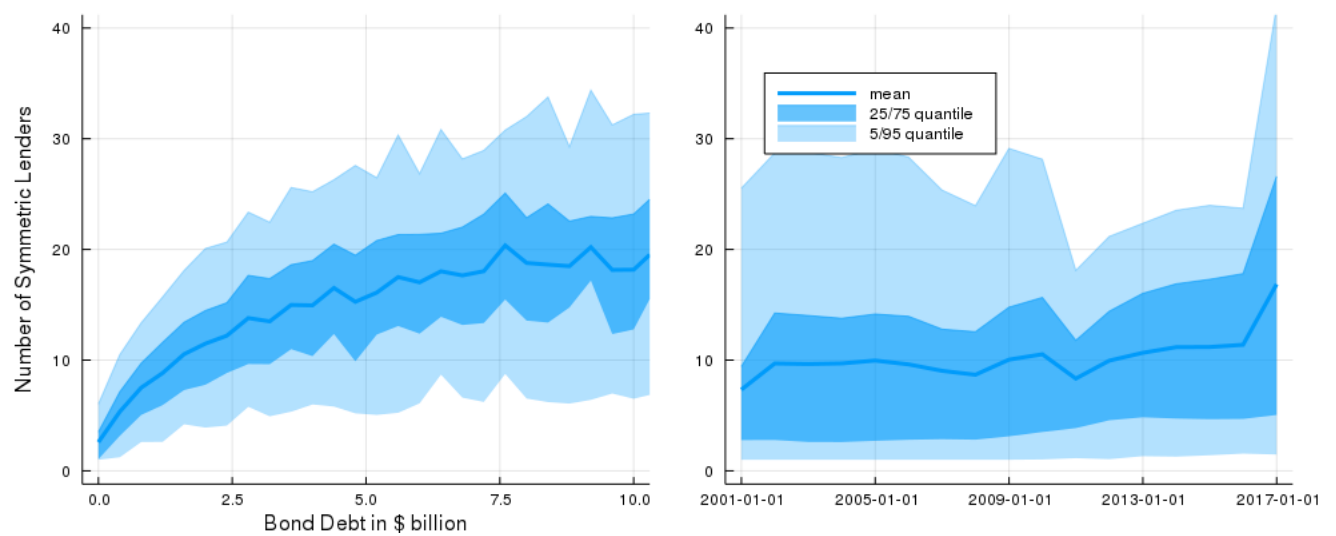 Number of Symmetric Lenders
40
30
20
10
0
0.0 2.5 5.0 7.5 10.0
Bond Debt in $ billion
40
30
20
10
0
mean
25/75 quantile
5/95 quantile
2001-01-01 2005-01-01 2009-01-01 2013-01-01 2017-01-01